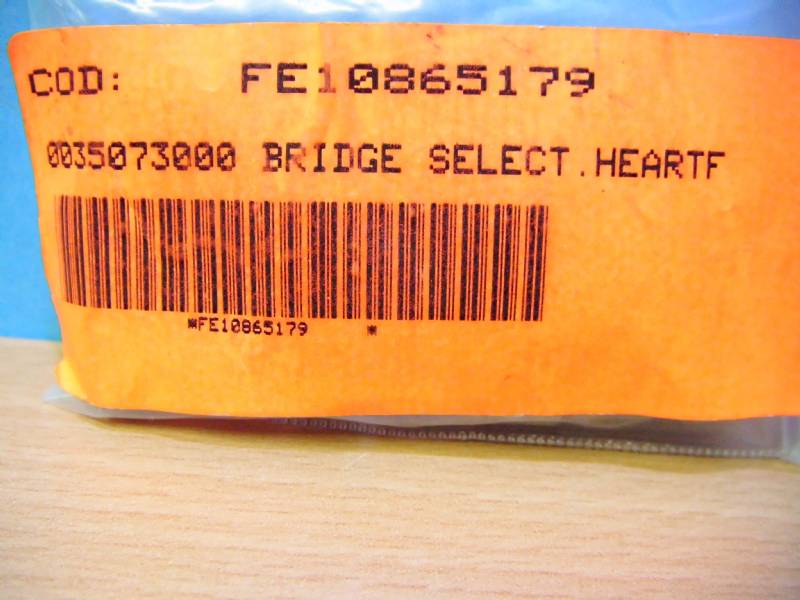 COD: FE10865179
0035073000 BRIDGE SELECT.HEARTF
*FE10865179 *